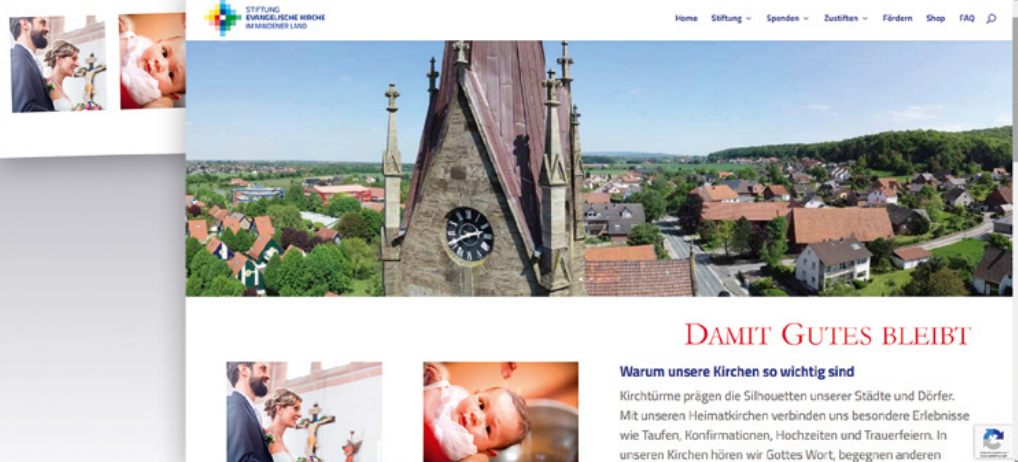 STIFTUNG
EVANGELISCHE KIRCHE
IM MINDENER LAND
Home Stiftung Spenden Zustiften Fördern Shop FAQ
DAMIT GUTES BLEIBT
Warum unsere Kirchen so wichtig sind
Kirchtürme prägen die Silhouetten unserer Städte und Dörfer.
Mit unseren Heimatkirchen verbinden uns besondere Erlebnisse
wie Taufen, Konfirmationen, Hochzeiten und Trauerfeiern. In
unseren Kirchen hören wir Gottes Wort, begegnen anderen